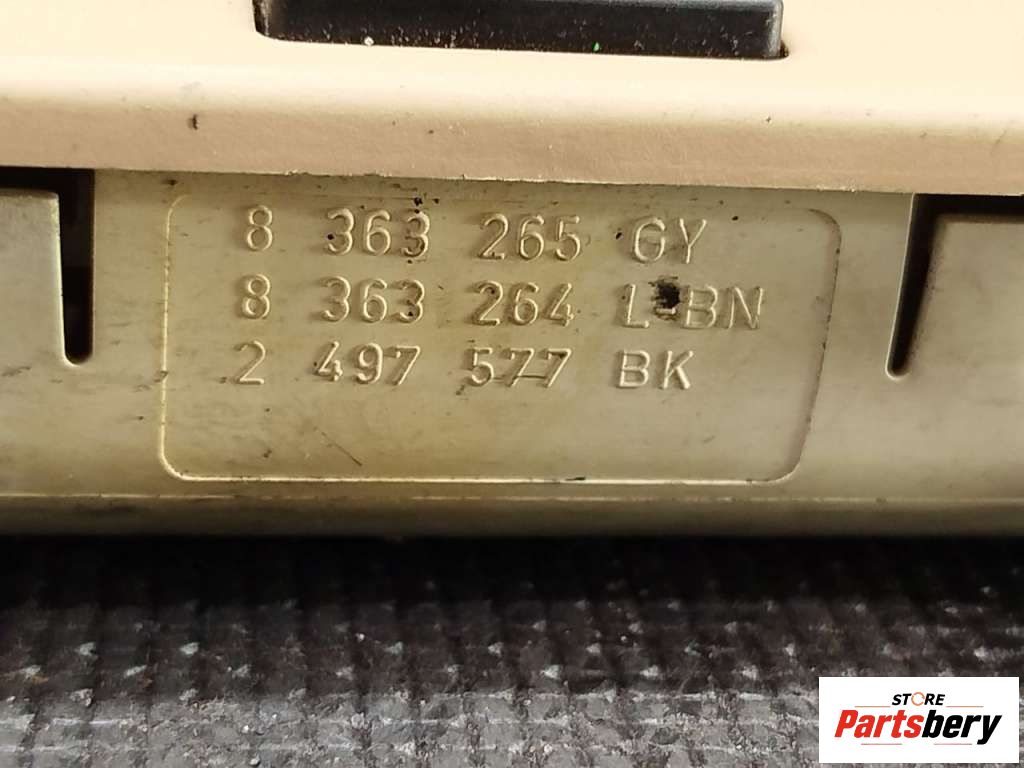 8 363 265 GY
8 363 264 L-BN
2 497 577 BK
STORE
Partsbery